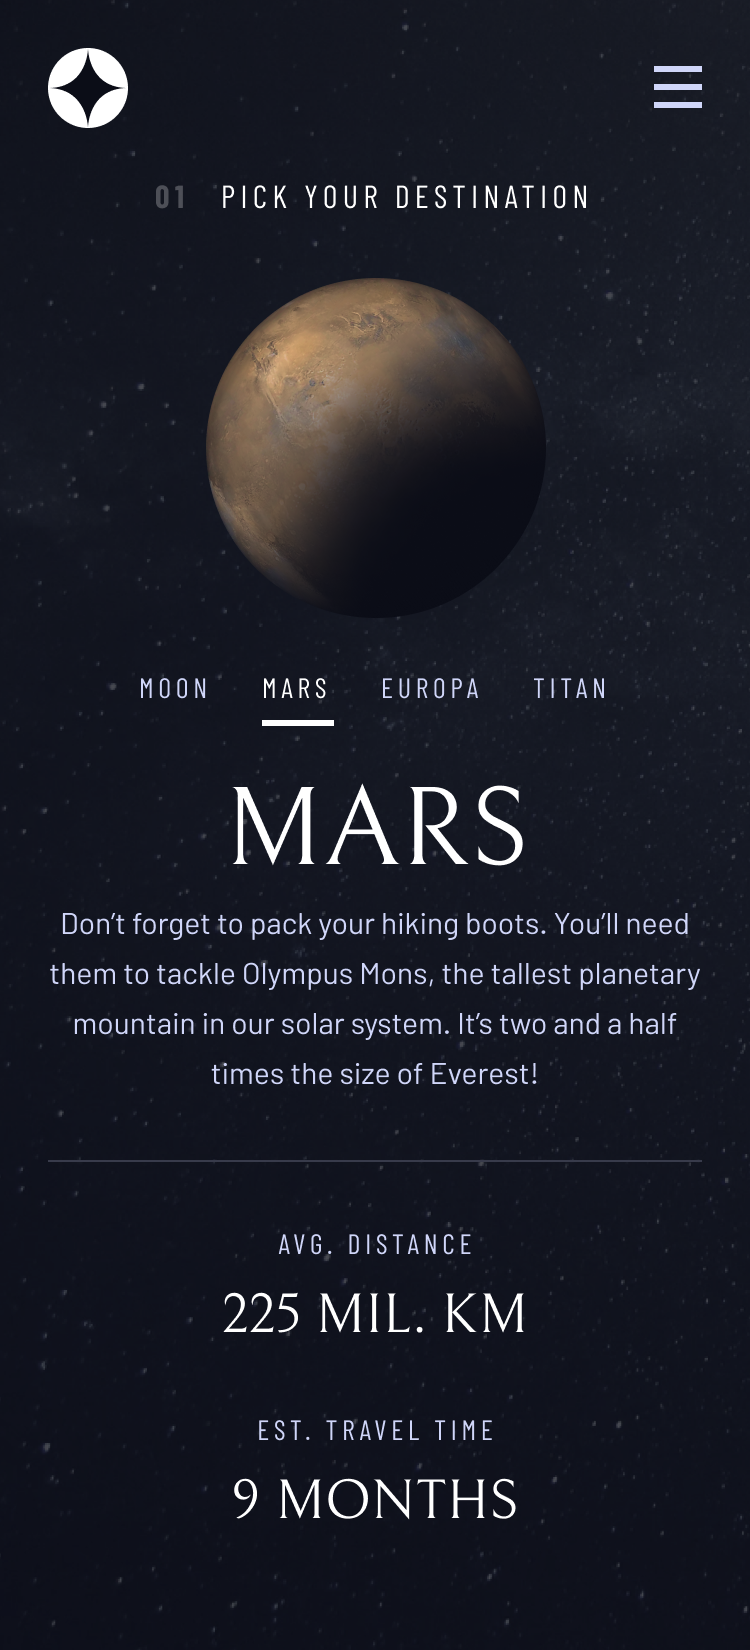 01 PICK YOUR DESTINATION
MOON MARS EUROPA TITAN
MARS
Don’t forget to pack your hiking boots. You’ll need
them to tackle Olympus Mons, the tallest planetary
mountain in our solar system. It’s two and a half
times the size of Everest!
AVG. DISTANCE
225 MIL. KM
EST. TRAVEL TIME
9 MONTHS